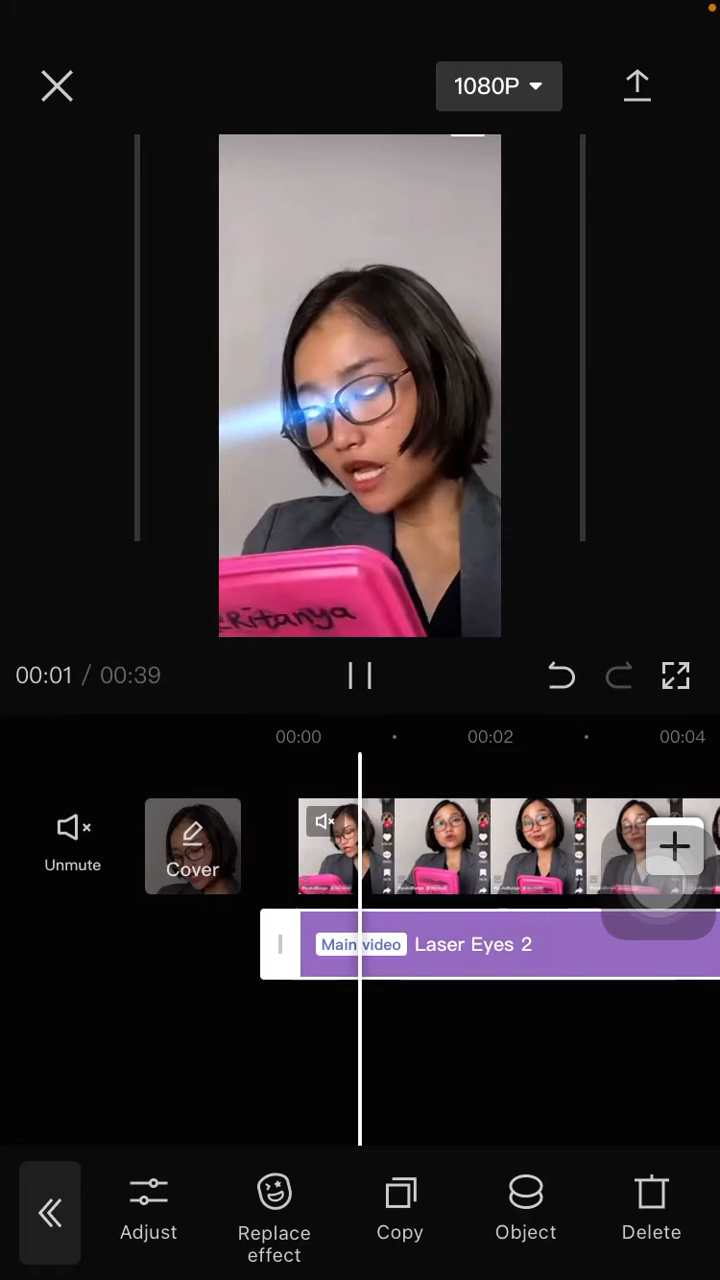 1080P
ritanya
00:01 / 00:39
00:00
00:02
00:04
Unmute
Cover
Main video
Laser Eyes 2
Adjust
Replace effect
Copy
Object
Delete